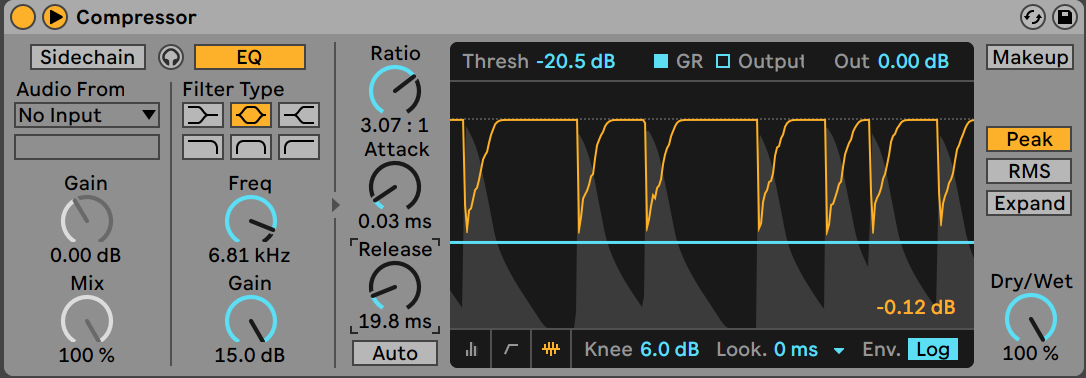 Compressor
Sidechain
EQ
Audio From
No Input
Filter Type
Gain
0.00 dB
Freq
6.81 kHz
Mix
100 %
Gain
15.0 dB
Ratio
3.07 : 1
Attack
0.03 ms
Release
19.8 ms
Auto
Thresh -20.5 dB
GR
Output
Out 0.00 dB
-0.12 dB
Knee 6.0 dB
Look. 0 ms
Env. Log
Makeup
Peak
RMS
Expand
Dry/Wet
100 %